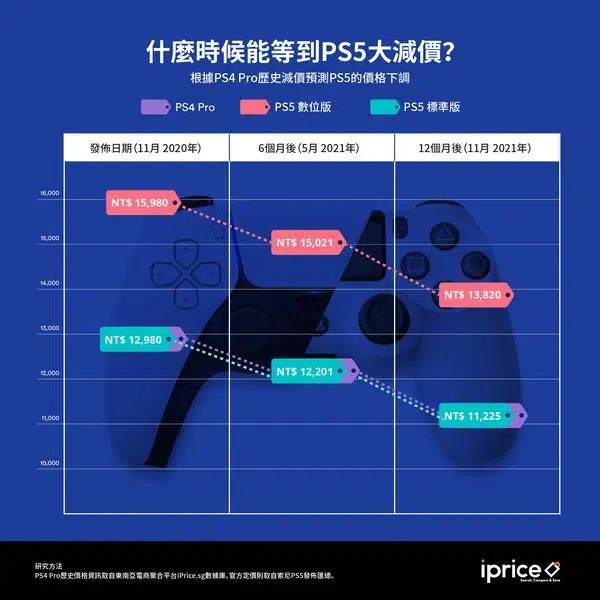 什麼時候能等到PS5大減價?
根據PS4 Pro歷史減價預測PS5的價格下調
PS4 Pro
PS5 數位版
PS5 標準版
發佈日期 (11月 2020年)
6個月後 (5月 2021年)
12個月後 (11月 2021年)
16,000
15,000
14,000
13,000
12,000
11,000
10,000
NT$ 15,980
NT$ 15,021
NT$ 13,820
NT$ 12,980
NT$ 12,201
NT$ 11,225
研究方法
PS4 Pro歷史價格資訊取自東南亞電商聚合平台iPrice.sg數據庫。官方定價則取自索尼PS5發佈匯總。
iprice
Search, Compare & Save